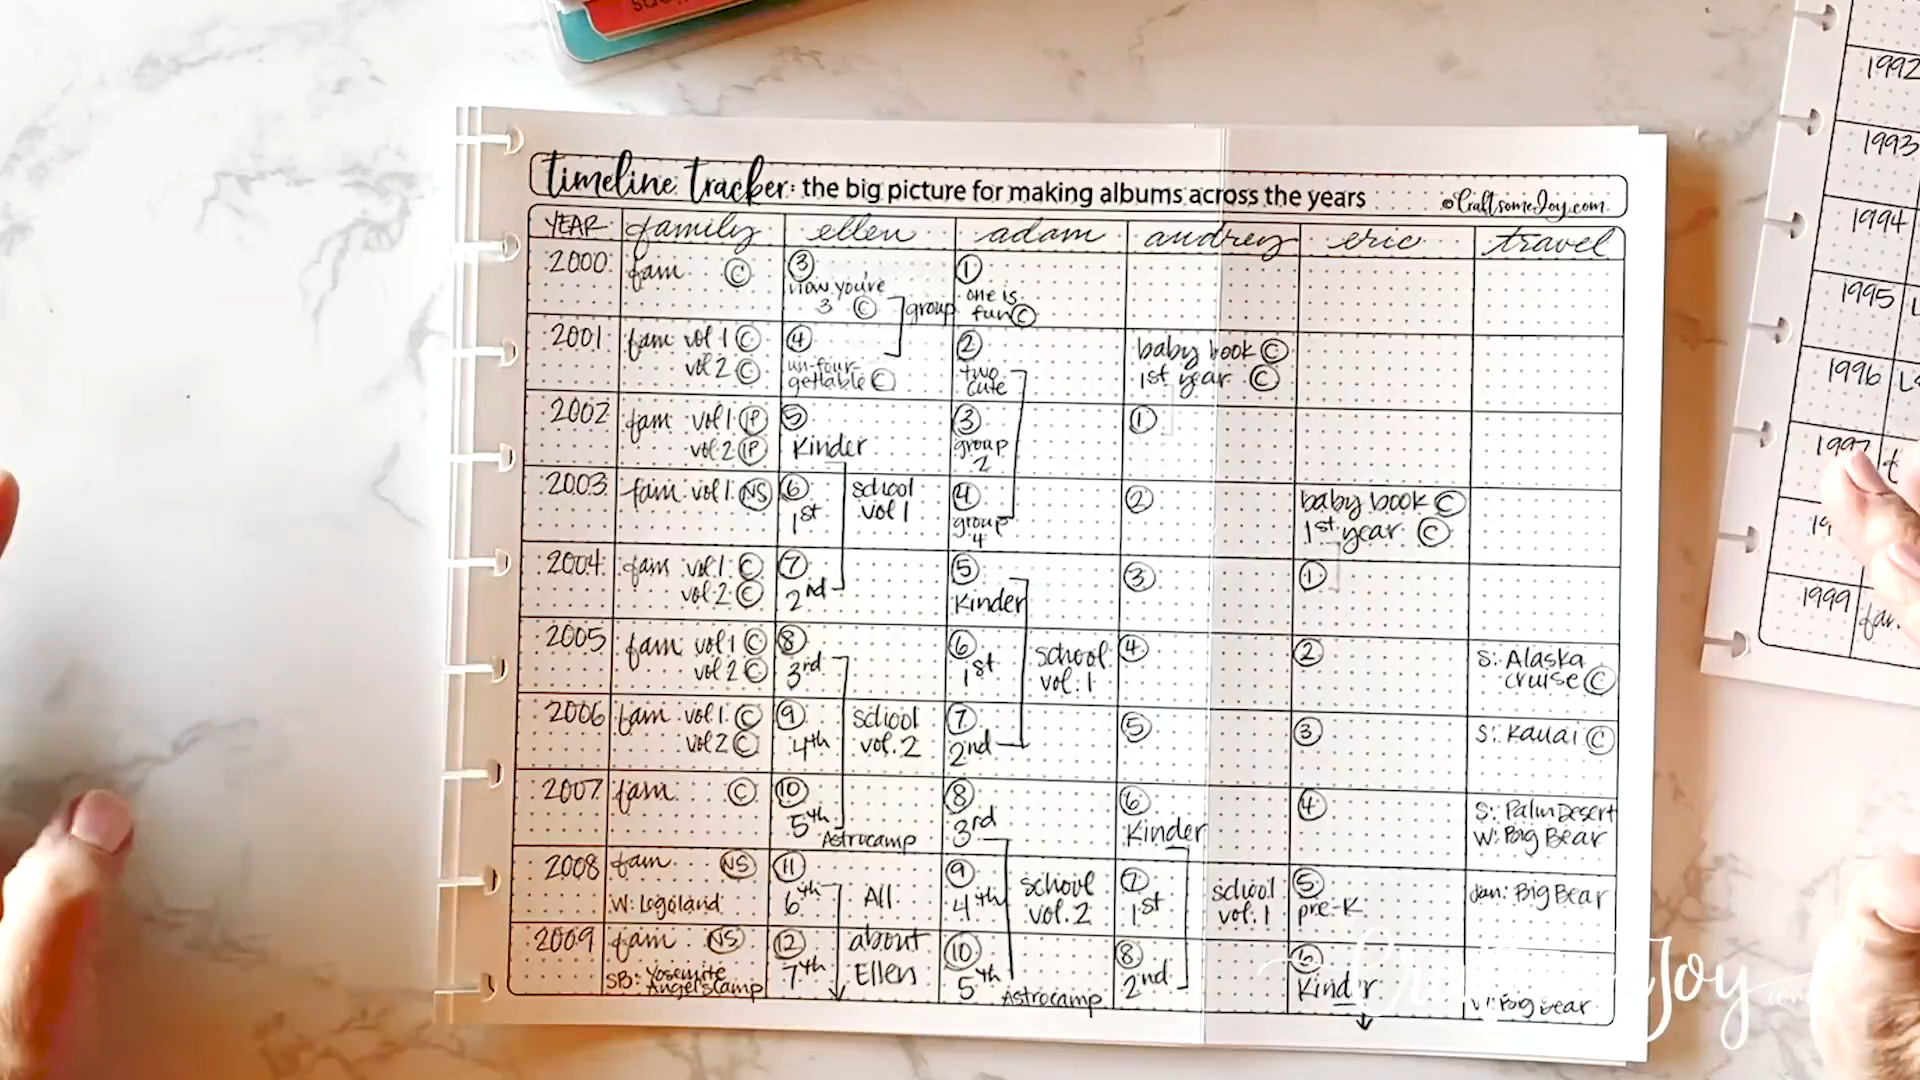 timeline tracker: the big picture for making albums across the years ©CraftsomeJoy.com
YEAR family ellen adam audrey eric travel
2000 fam Ⓒ ③ now you're 3 Ⓒ group ① one is fun Ⓒ
2001 fam vol 1 Ⓒ vol 2 Ⓒ ④ un-four-gettable Ⓒ ② two cute baby book Ⓒ 1st year Ⓒ
2002 fam vol 1 IP vol 2 IP ⑤ Kinder ③ group 2 ①
2003 fam vol 1 NS ⑥ 1st school vol 1 ④ group 4 ② baby book Ⓒ 1st year Ⓒ
2004 fam vol 1 Ⓒ vol 2 Ⓒ ⑦ 2nd ⑤ Kinder ③ ①
2005 fam vol 1 Ⓒ vol 2 Ⓒ ⑧ 3rd ⑥ 1st school vol. 1 ④ ② S: Alaska cruise Ⓒ
2006 fam vol 1 Ⓒ vol 2 Ⓒ ⑨ 4th school vol. 2 ⑦ 2nd ⑤ ③ S: Kauai Ⓒ
2007 fam Ⓒ ⑩ 5th Astrocamp ⑧ 3rd ⑥ Kinder ④ S: Palm Desert W: Big Bear
2008 fam NS W: Legoland ⑪ 6th All ⑨ 4th school vol. 2 ⑦ 1st school vol. 1 ⑤ pre-K Jan: Big Bear
2009 fam NS SB: Yosemite Angels Camp ⑫ 7th about Ellen ⑩ 5th Astrocamp ⑧ 2nd ⑥ Kinder W: Big Bear
1992
1993
1994
1995
1996
1997
1999 fam